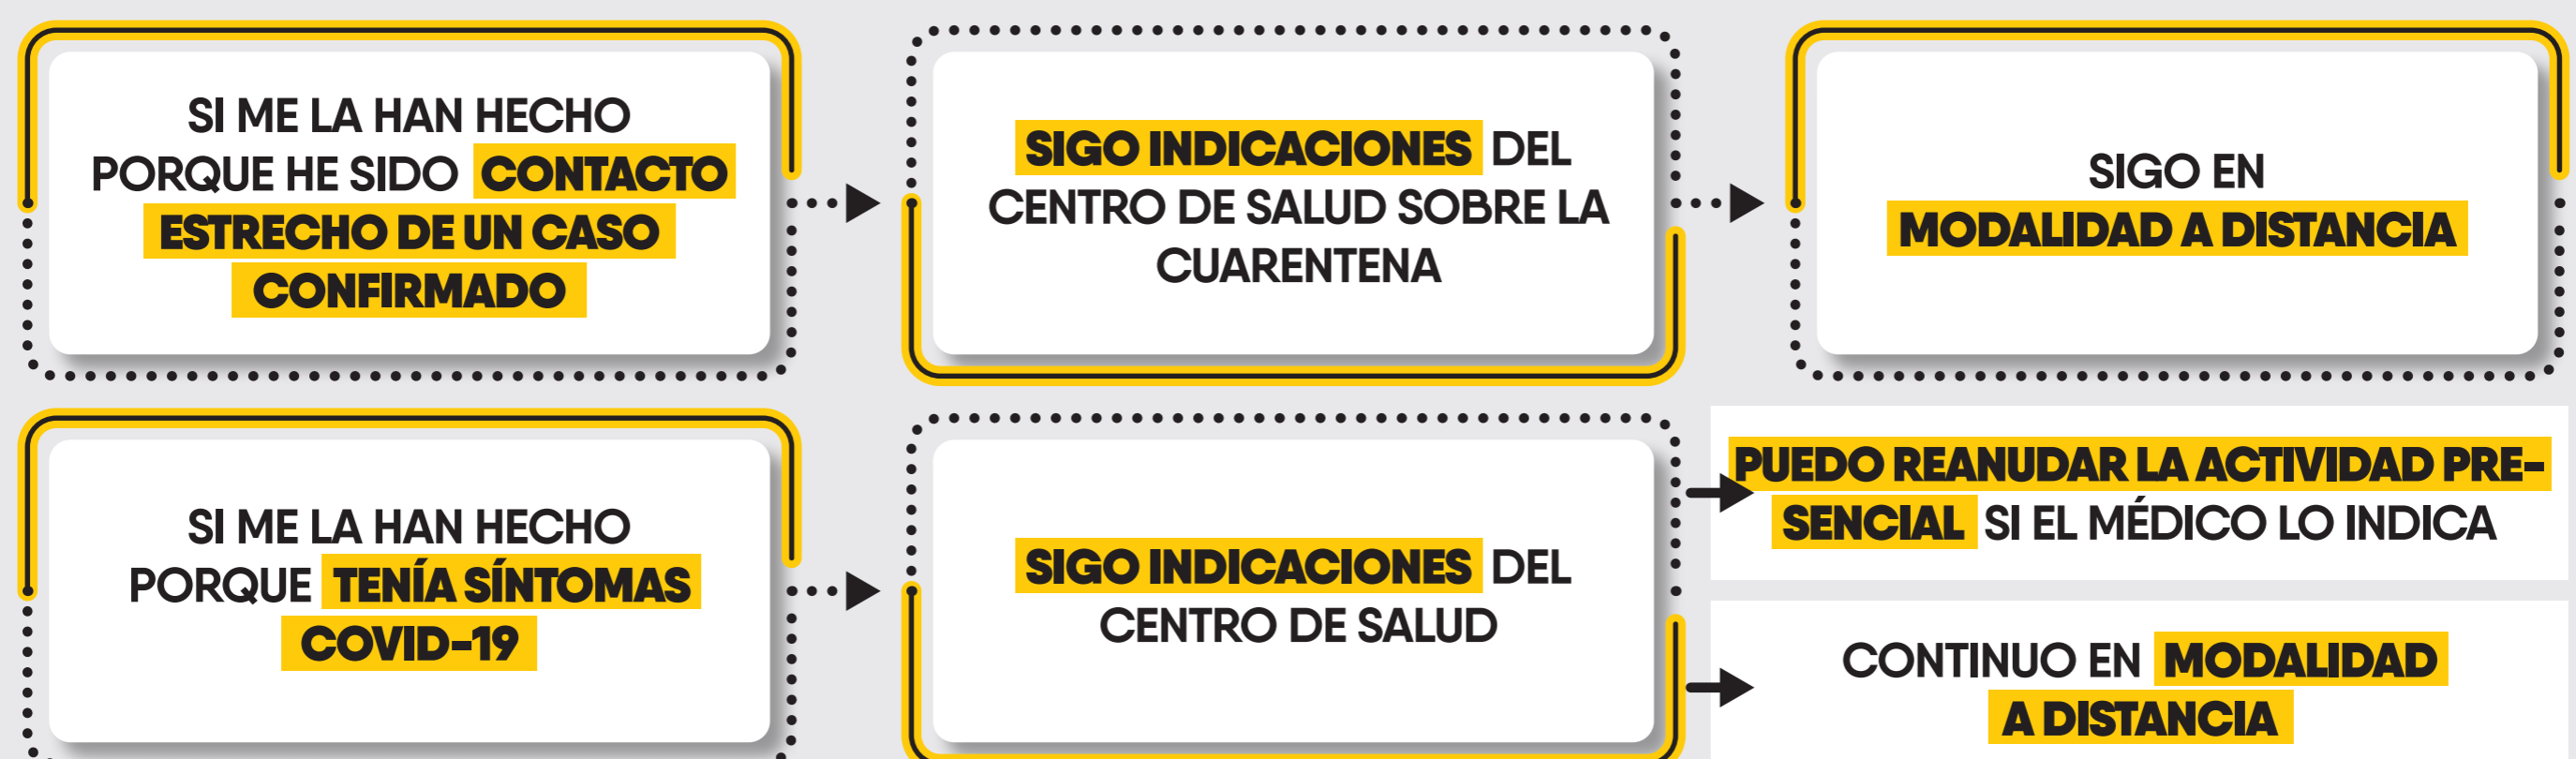 SI ME LA HAN HECHO
PORQUE HE SIDO CONTACTO
ESTRECHO DE UN CASO
CONFIRMADO
SIGO INDICACIONES DEL
CENTRO DE SALUD SOBRE LA
CUARENTENA
SIGO EN
MODALIDAD A DISTANCIA
SI ME LA HAN HECHO
PORQUE TENÍA SÍNTOMAS
COVID-19
SIGO INDICACIONES DEL
CENTRO DE SALUD
PUEDO REANUDAR LA ACTIVIDAD PRE-
SENCIAL SI EL MÉDICO LO INDICA
CONTINUO EN MODALIDAD
A DISTANCIA